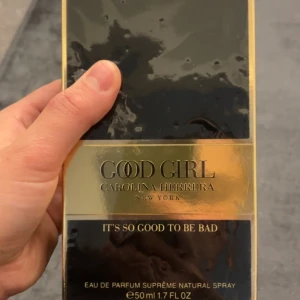 GOOD GIRL
CAROLINA HERRERA
NEW YORK
IT'S SO GOOD TO BE BAD
EAU DE PARFUM SUPRÊME NATURAL SPRAY
℮50ml 1.7 FL.OZ